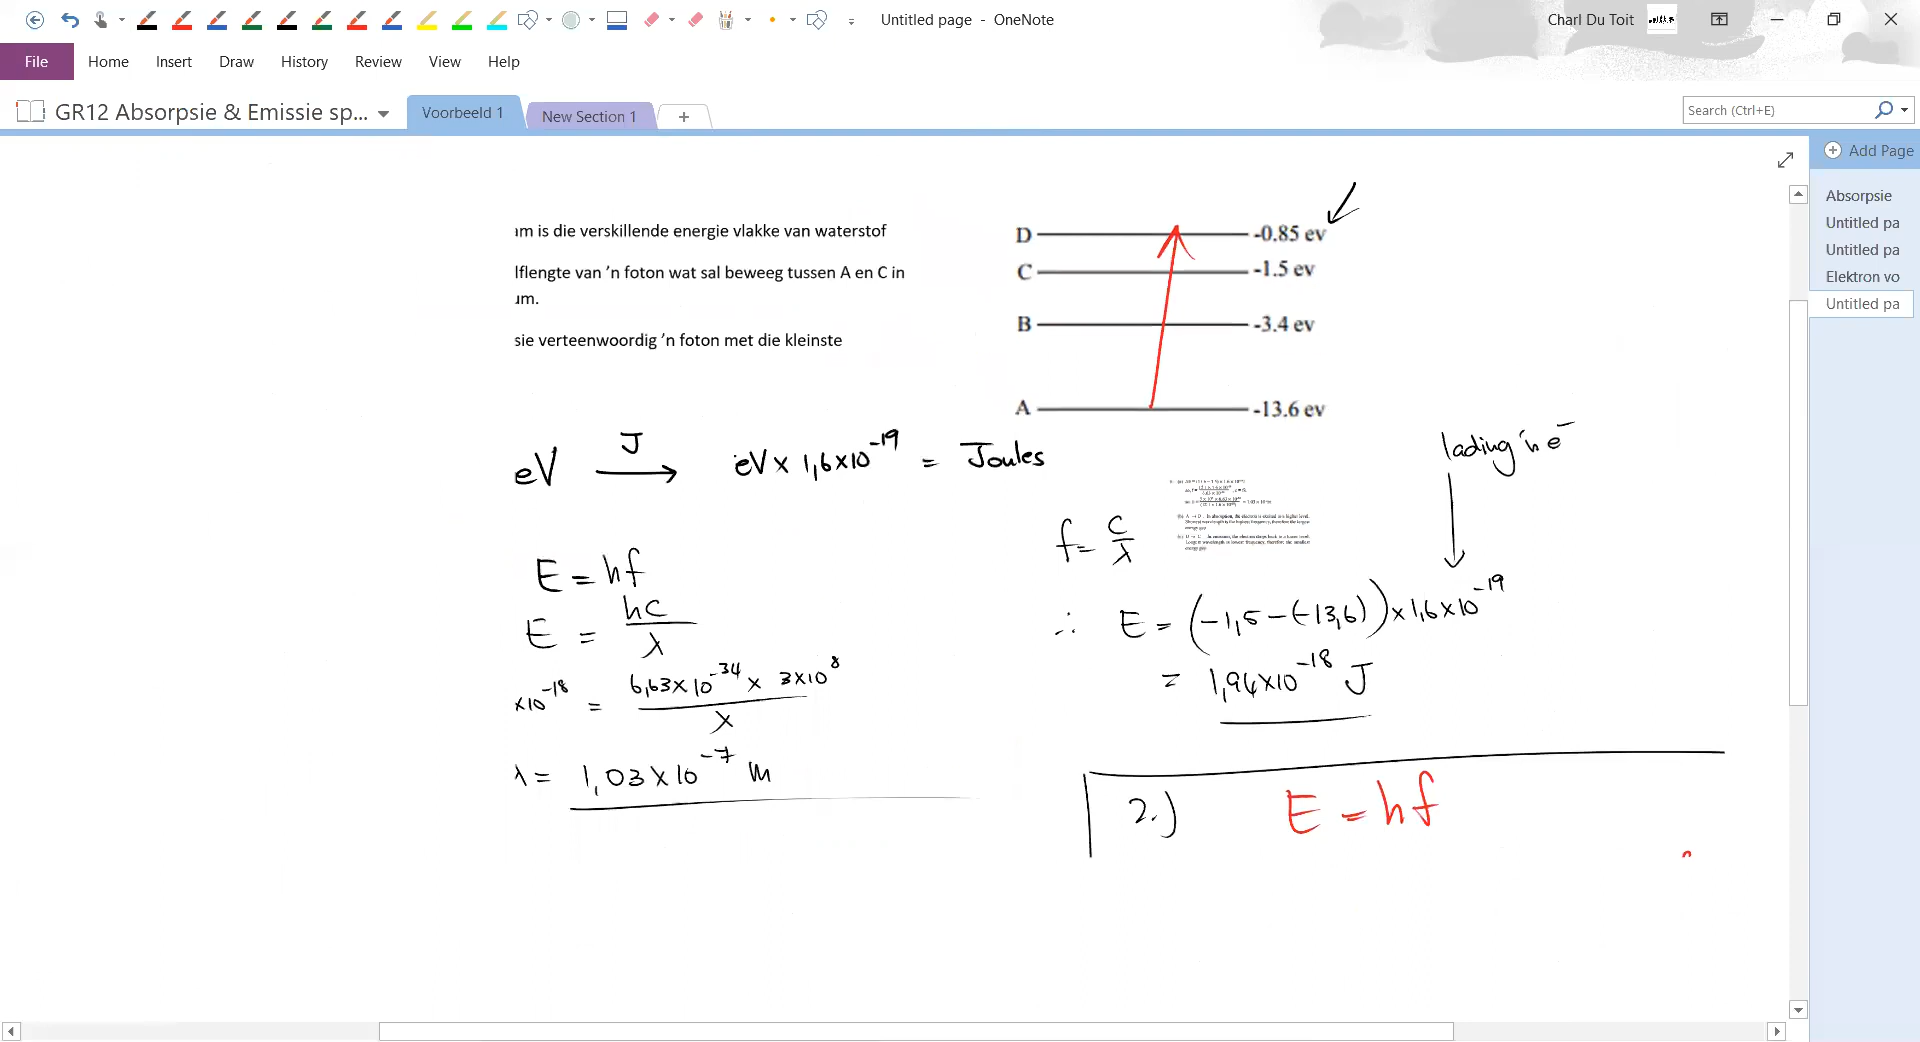 Untitled page - OneNote
Charl Du Toit
File Home Insert Draw History Review View Help
GR12 Absorpsie & Emissie sp...
Voorbeeld 1
New Section 1
+
Search (Ctrl+E)
Add Page
Absorpsie
Untitled pa
Untitled pa
Elektron vo
Untitled pa
am is die verskillende energie vlakke van waterstof
lflengte van 'n foton wat sal beweeg tussen A en C in
um.
sie verteenwoordig 'n foton met die kleinste
D -0.85 ev
C -1.5 ev
B -3.4 ev
A -13.6 ev
eV J→ eV x 1,6x10⁻¹⁹ = Joules
lading 'n e⁻
E = hf
E = hc/λ
x10⁻¹⁸ = 6,63x10⁻³⁴ x 3x10⁸ / λ
λ = 1,03 x 10⁻⁷ m
f = c/λ
∴ E = (-1,5 - (-13,6)) x 1,6x10⁻¹⁹
= 1,94x10⁻¹⁸ J
2.) E = hf